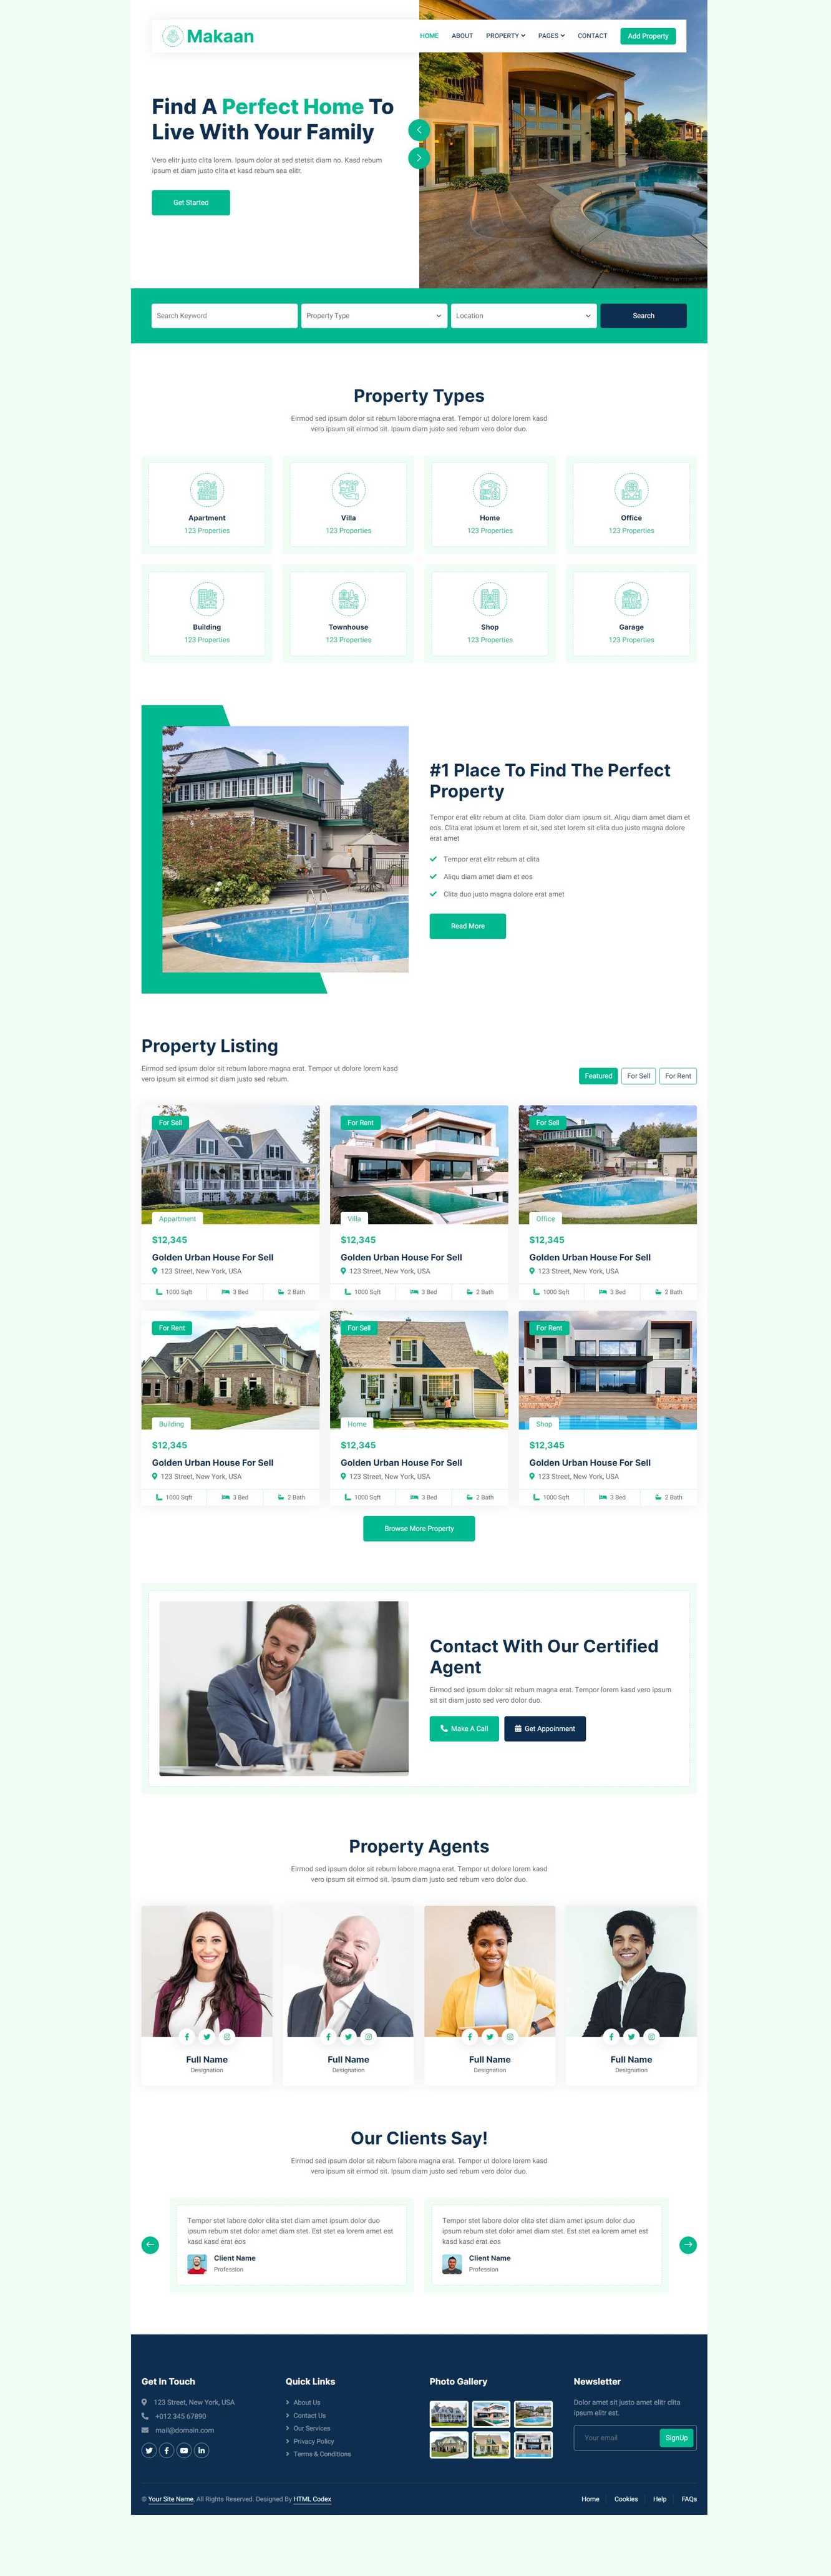 Makaan
HOME ABOUT PROPERTY PAGES CONTACT Add Property
Find A Perfect Home To
Live With Your Family
Vero elitr justo clita lorem. Ipsum dolor at sed stetsit diam no. Kasd rebum
ipsum et diam justo clita et kasd rebum sea elitr.
Get Started
Search Keyword Property Type Location Search
Property Types
Eirmod sed ipsum dolor sit rebum labore magna erat. Tempor ut dolore lorem kasd
vero ipsum sit eirmod sit. Ipsum diam justo sed rebum vero dolor duo.
Apartment Villa Home Office
123 Properties 123 Properties 123 Properties 123 Properties
Building Townhouse Shop Garage
123 Properties 123 Properties 123 Properties 123 Properties
#1 Place To Find The Perfect
Property
Tempor erat elitr rebum at clita. Diam dolor diam ipsum sit. Aliqu diam amet diam et
eos. Clita erat ipsum et lorem et sit, sed stet lorem sit clita duo justo magna dolore
erat amet
Tempor erat elitr rebum at clita
Aliqu diam amet diam et eos
Clita duo justo magna dolore erat amet
Read More
Property Listing
Eirmod sed ipsum dolor sit rebum labore magna erat. Tempor ut dolore lorem kasd
vero ipsum sit eirmod sit diam justo sed rebum.
Featured For Sell For Rent
For Sell For Rent For Sell
Appartment Villa Office
$12,345 $12,345 $12,345
Golden Urban House For Sell Golden Urban House For Sell Golden Urban House For Sell
123 Street, New York, USA 123 Street, New York, USA 123 Street, New York, USA
1000 Sqft 3 Bed 2 Bath 1000 Sqft 3 Bed 2 Bath 1000 Sqft 3 Bed 2 Bath
For Rent For Sell For Rent
Building Home Shop
$12,345 $12,345 $12,345
Golden Urban House For Sell Golden Urban House For Sell Golden Urban House For Sell
123 Street, New York, USA 123 Street, New York, USA 123 Street, New York, USA
1000 Sqft 3 Bed 2 Bath 1000 Sqft 3 Bed 2 Bath 1000 Sqft 3 Bed 2 Bath
Browse More Property
Contact With Our Certified
Agent
Eirmod sed ipsum dolor sit rebum magna erat. Tempor lorem kasd vero ipsum
sit sit diam justo sed vero dolor duo.
Make A Call Get Appoinment
Property Agents
Eirmod sed ipsum dolor sit rebum labore magna erat. Tempor ut dolore lorem kasd
vero ipsum sit eirmod sit. Ipsum diam justo sed rebum vero dolor duo.
Full Name Full Name Full Name Full Name
Designation Designation Designation Designation
Our Clients Say!
Eirmod sed ipsum dolor sit rebum labore magna erat. Tempor ut dolore lorem kasd
vero ipsum sit eirmod sit. Ipsum diam justo sed rebum vero dolor duo.
Tempor stet labore dolor clita stet diam amet ipsum dolor duo
ipsum rebum stet dolor amet diam stet. Est stet ea lorem amet est
kasd kasd erat eos
Client Name
Profession
Tempor stet labore dolor clita stet diam amet ipsum dolor duo
ipsum rebum stet dolor amet diam stet. Est stet ea lorem amet est
kasd kasd erat eos
Client Name
Profession
Get In Touch
123 Street, New York, USA
+012 345 67890
mail@domain.com
Quick Links
About Us
Contact Us
Our Services
Privacy Policy
Terms & Conditions
Photo Gallery
Newsletter
Dolor amet sit justo amet elitr clita
ipsum elitr est.
Your email SignUp
© Your Site Name, All Rights Reserved. Designed By HTML Codex
Home Cookies Help FAQs